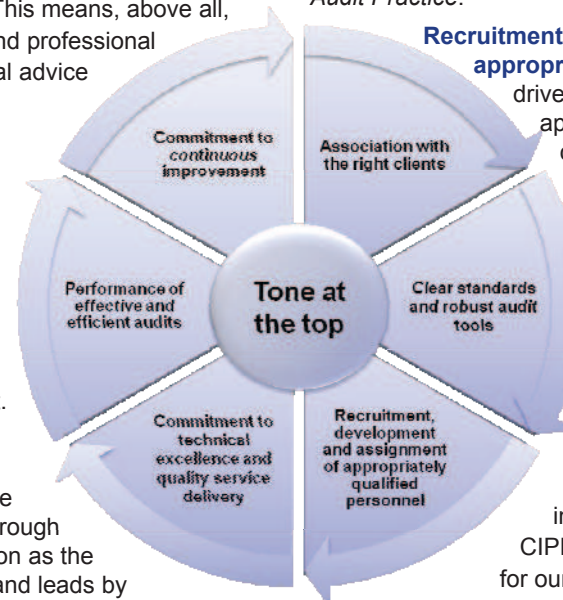 This means, above all,
nd professional
al advice
Audit Practice.
Recruitment
appropr
drive
ap
Commitment to
continuous
improvement
Association with
the right clients
Clear standards
and robust audit
tools
Recruitment,
development
and assignment
of appropriately
qualified
personnel
Commitment to
technical
excellence and
quality service
delivery
Performance of
effective and
efficient audits
Tone at
the top
rough
on as the
and leads by
in
CIP
for our